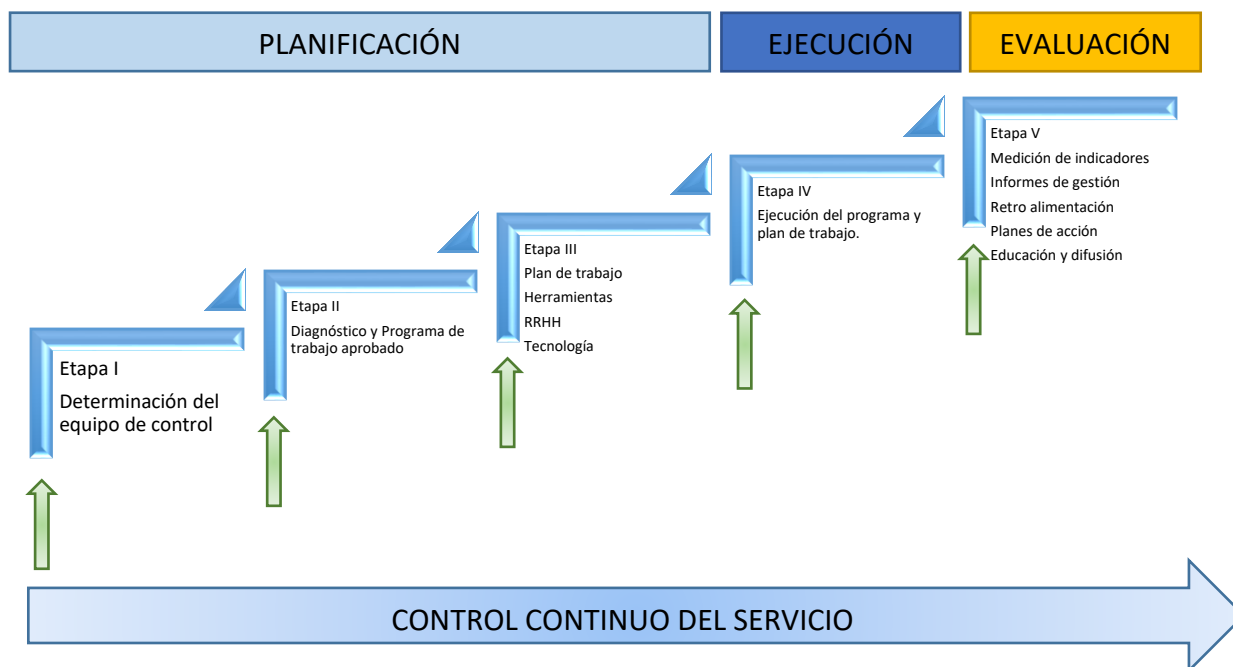 PLANIFICACIÓN
EJECUCIÓN
EVALUACIÓN
Etapa I
Determinación del
equipo de control
Etapa II
Diagnóstico y Programa de
trabajo aprobado
Etapa III
Plan de trabajo
Herramientas
RRHH
Tecnología
Etapa IV
Ejecución del programa y
plan de trabajo.
Etapa V
Medición de indicadores
Informes de gestión
Retro alimentación
Planes de acción
Educación y difusión
CONTROL CONTINUO DEL SERVICIO